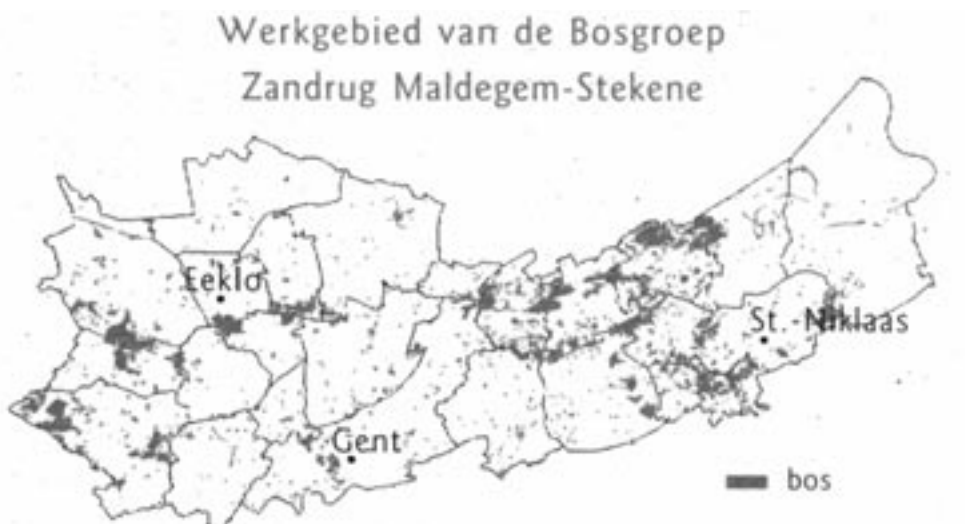 Werkgebied van de Bosgroep
Zandrug Maldegem-Stekene
Eeklo
St.-Niklaas
Gent
bos